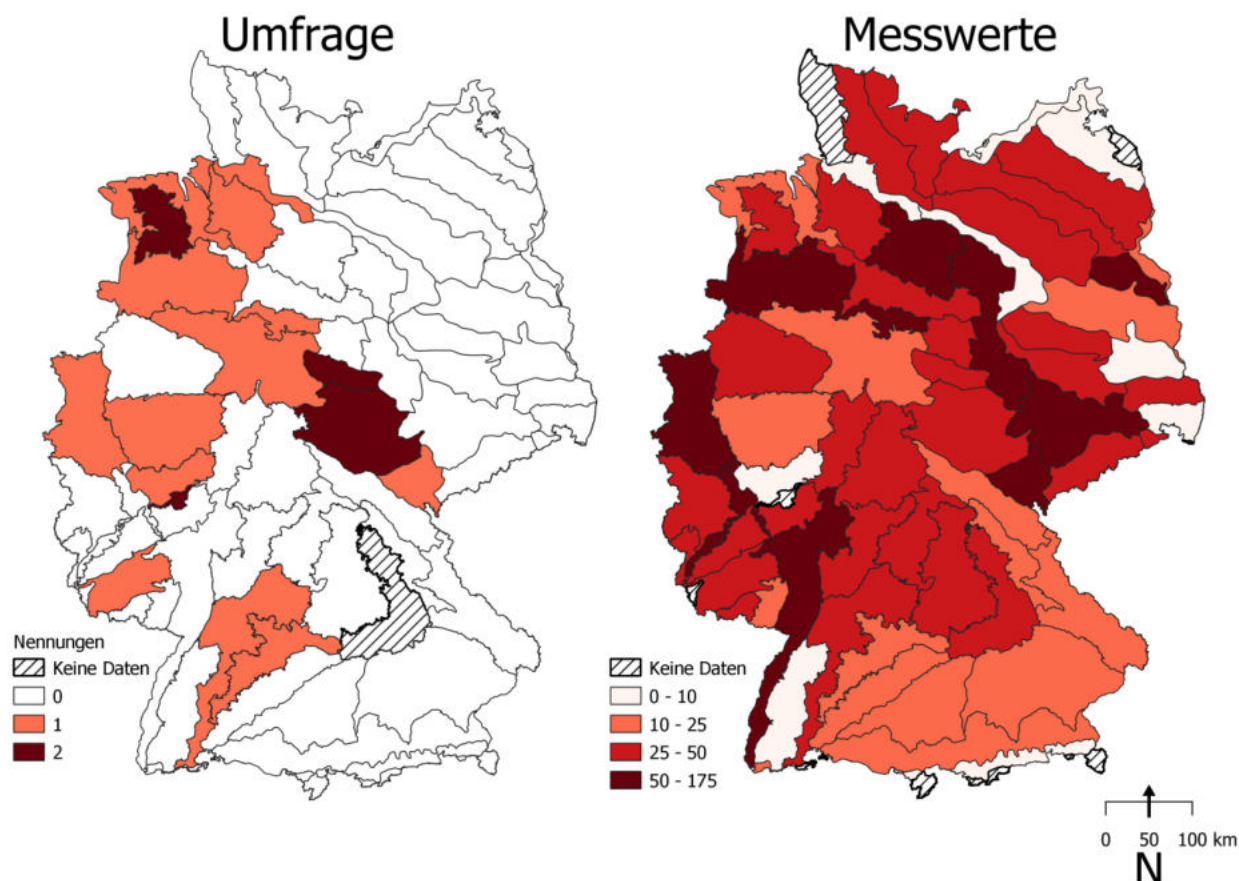 Umfrage
Messwerte
Nennungen
Keine Daten
0
1
2
Keine Daten
0 - 10
10 - 25
25 - 50
50 - 175
0 50 100 km
N